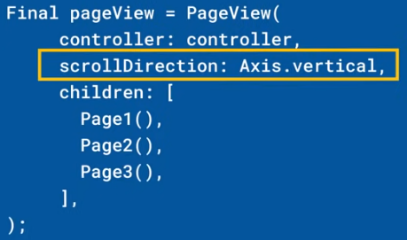 Final pageView = PageView(
controller: controller,
scrollDirection: Axis.vertical,
children: [
Page1(),
Page2(),
Page3(),
],
);